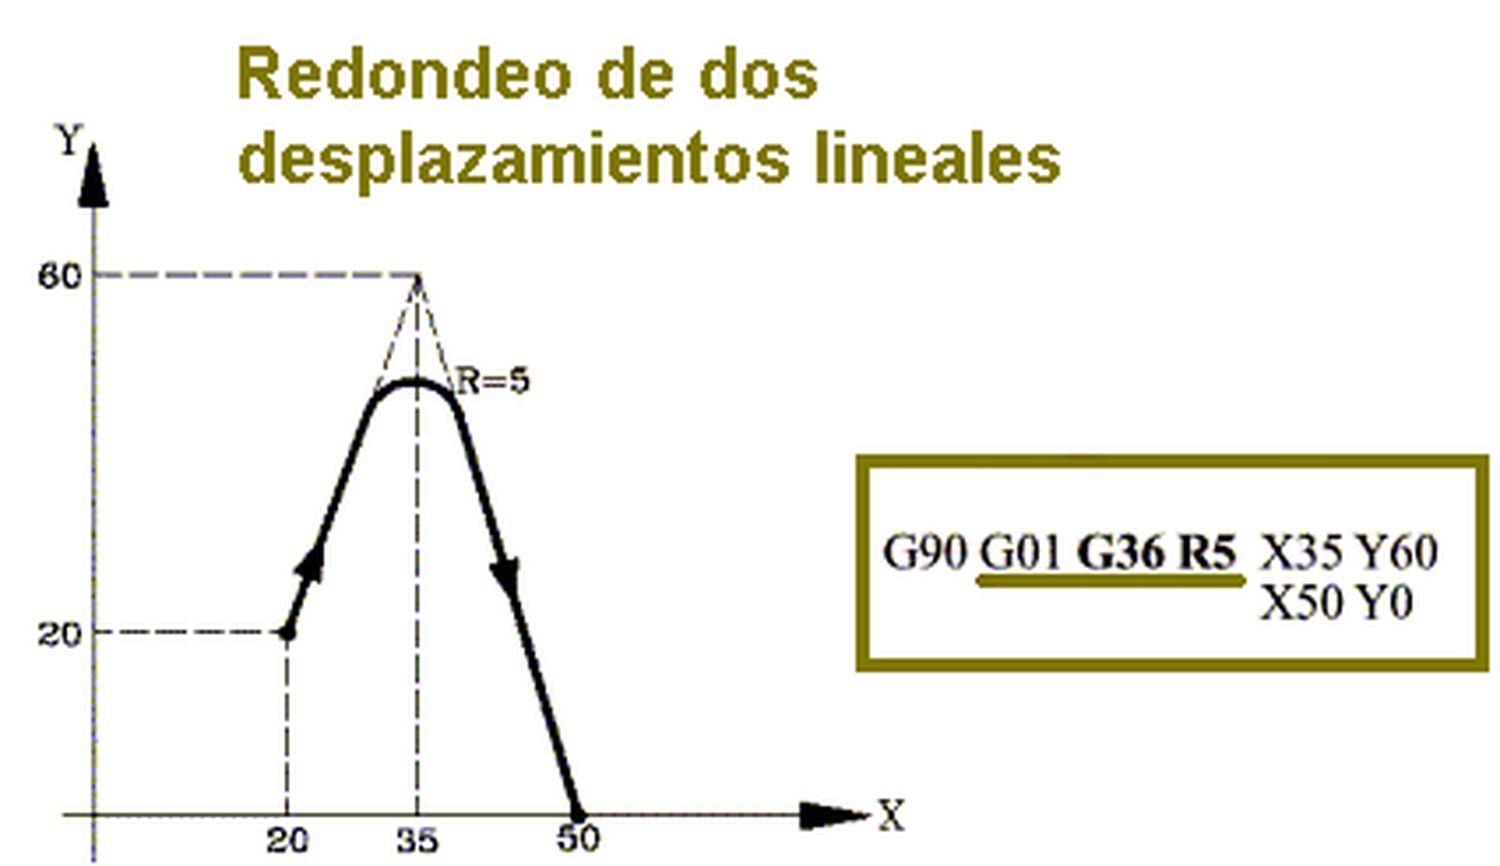 Redondeo de dos
desplazamientos lineales
Y
60
R=5
G90 G01 G36 R5 X35 Y60
X50 Y0
20
X
20 35 50